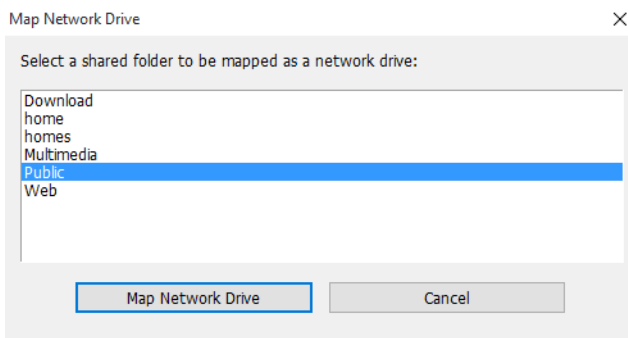 Map Network Drive
Select a shared folder to be mapped as a network drive:
Download
home
homes
Multimedia
Public
Web
Map Network Drive
Cancel